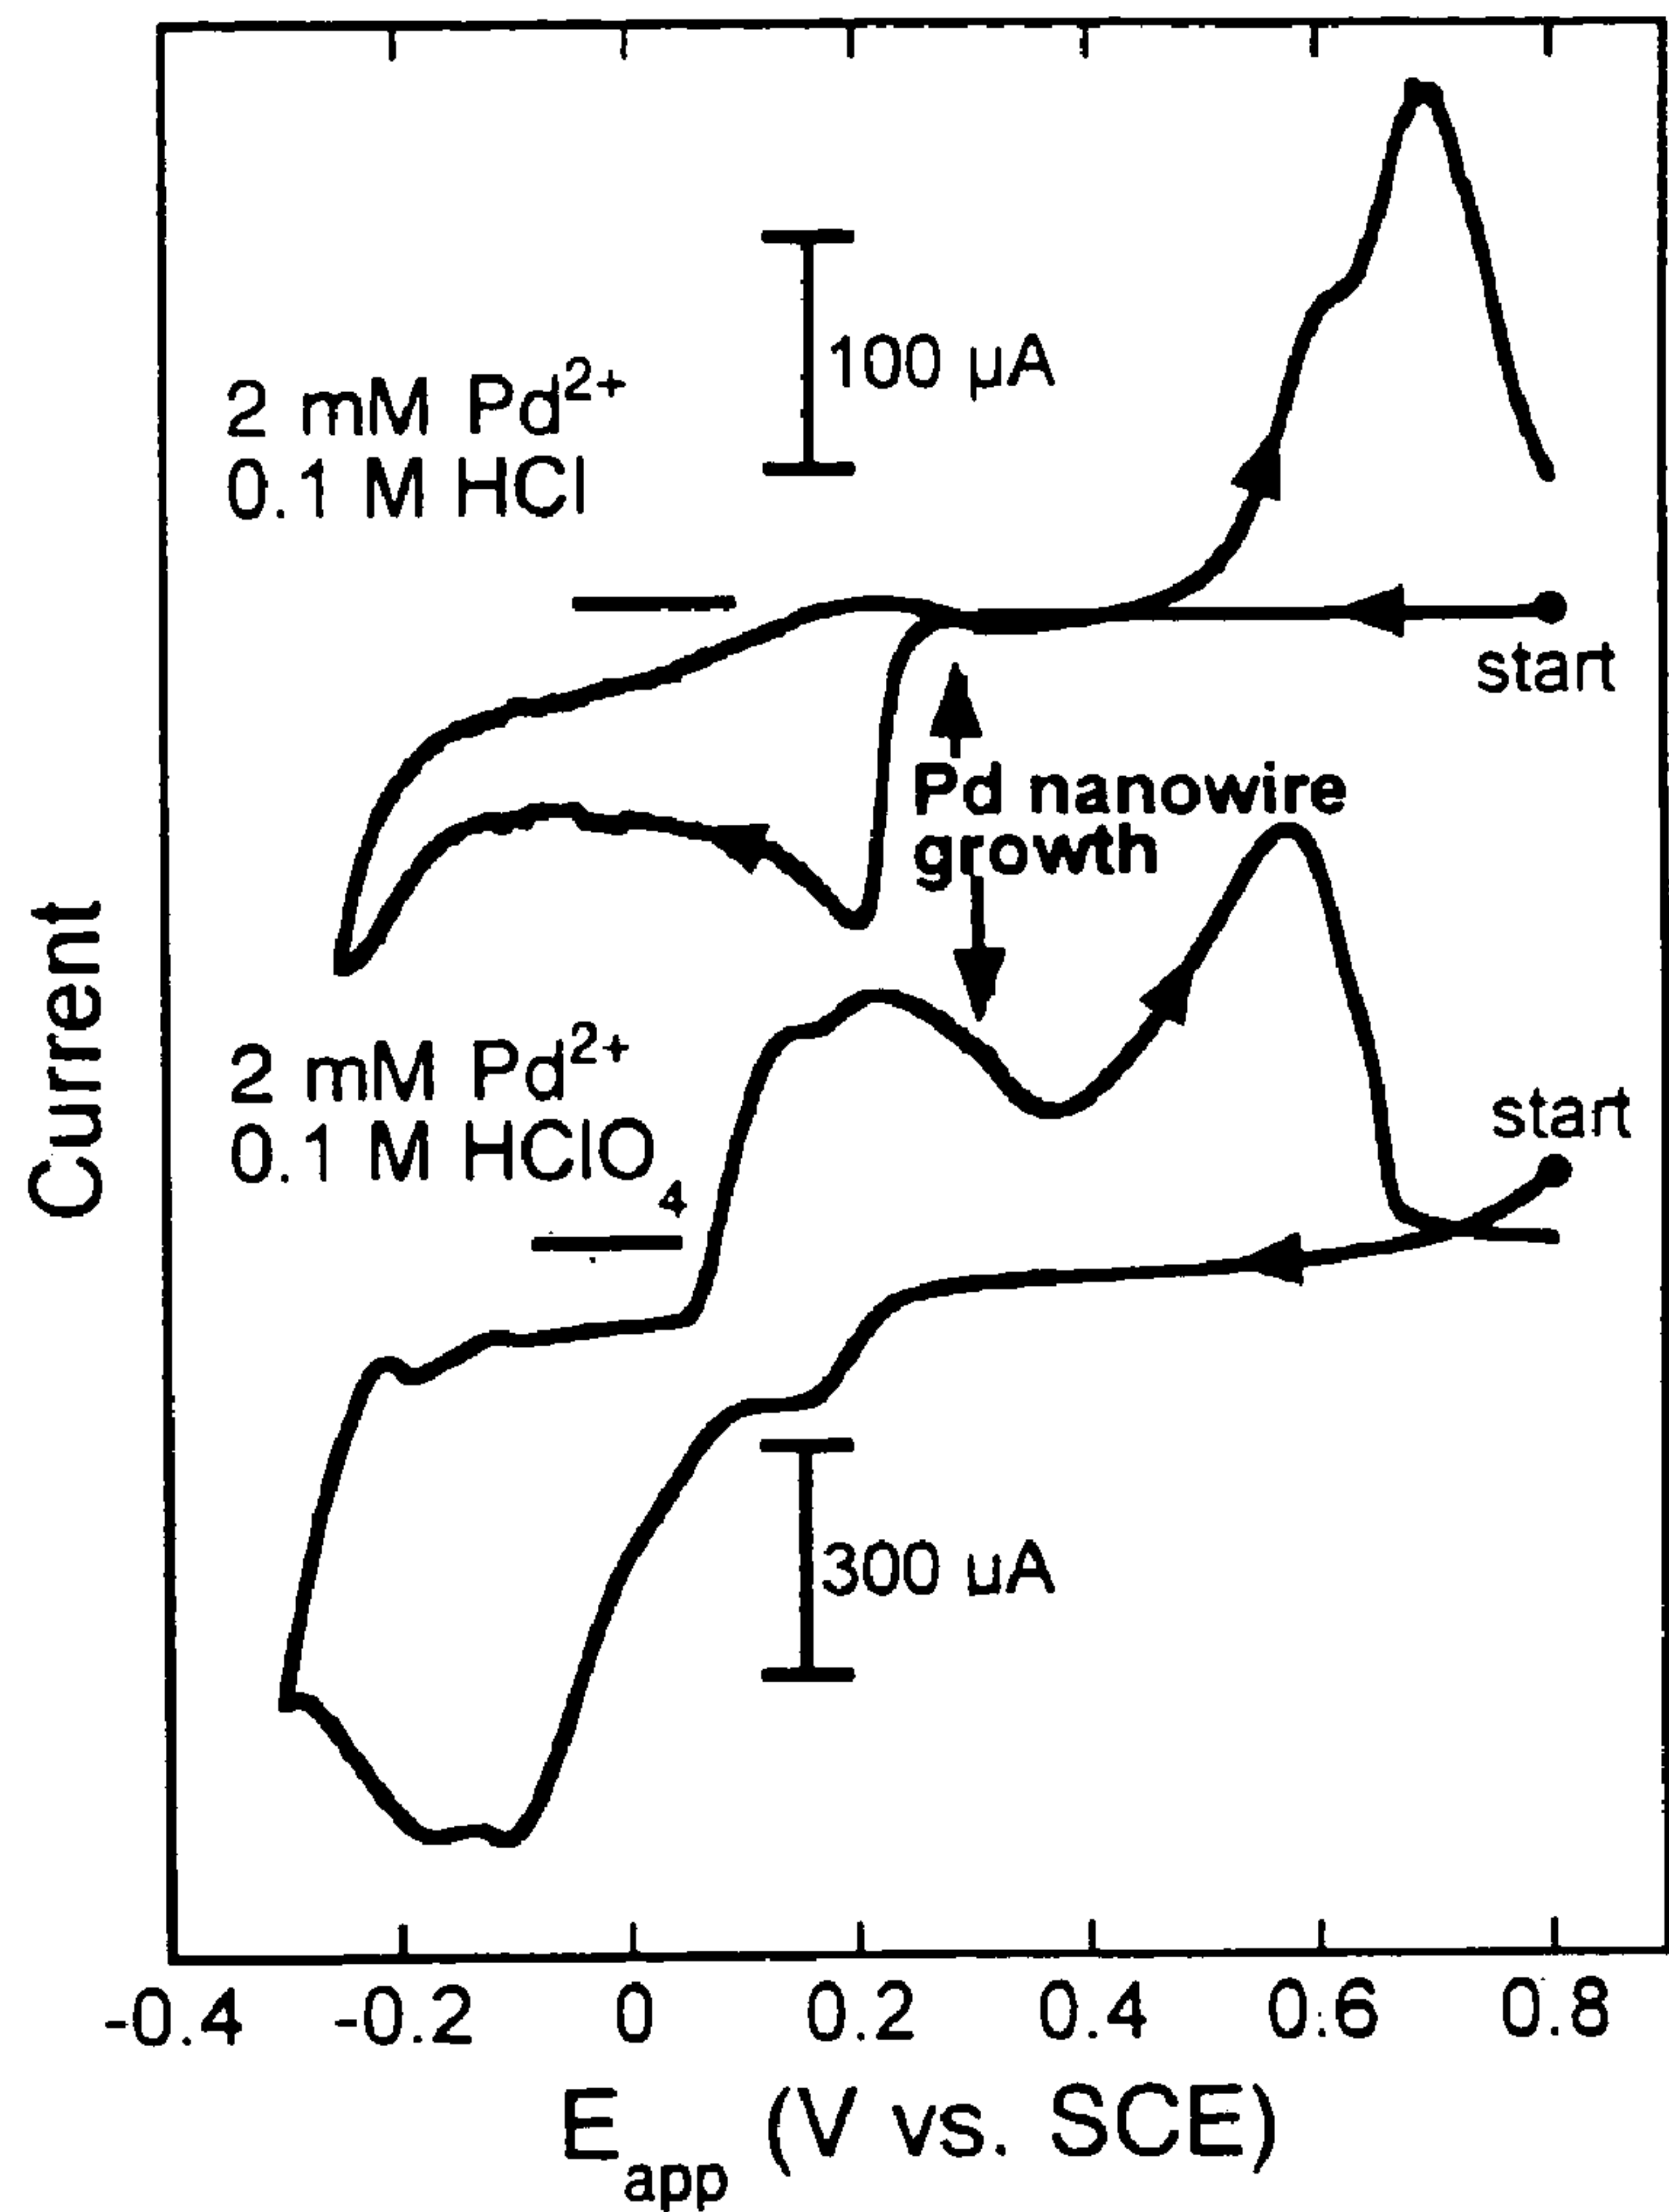 100 µA
2 mM Pd²⁺
0.1 M HCl
start
Pd nanowire
growth
Current
2 mM Pd²⁺
0.1 M HClO₄
start
300 µA
-0.4 -0.2 0 0.2 0.4 0.6 0.8
E_app (V vs. SCE)